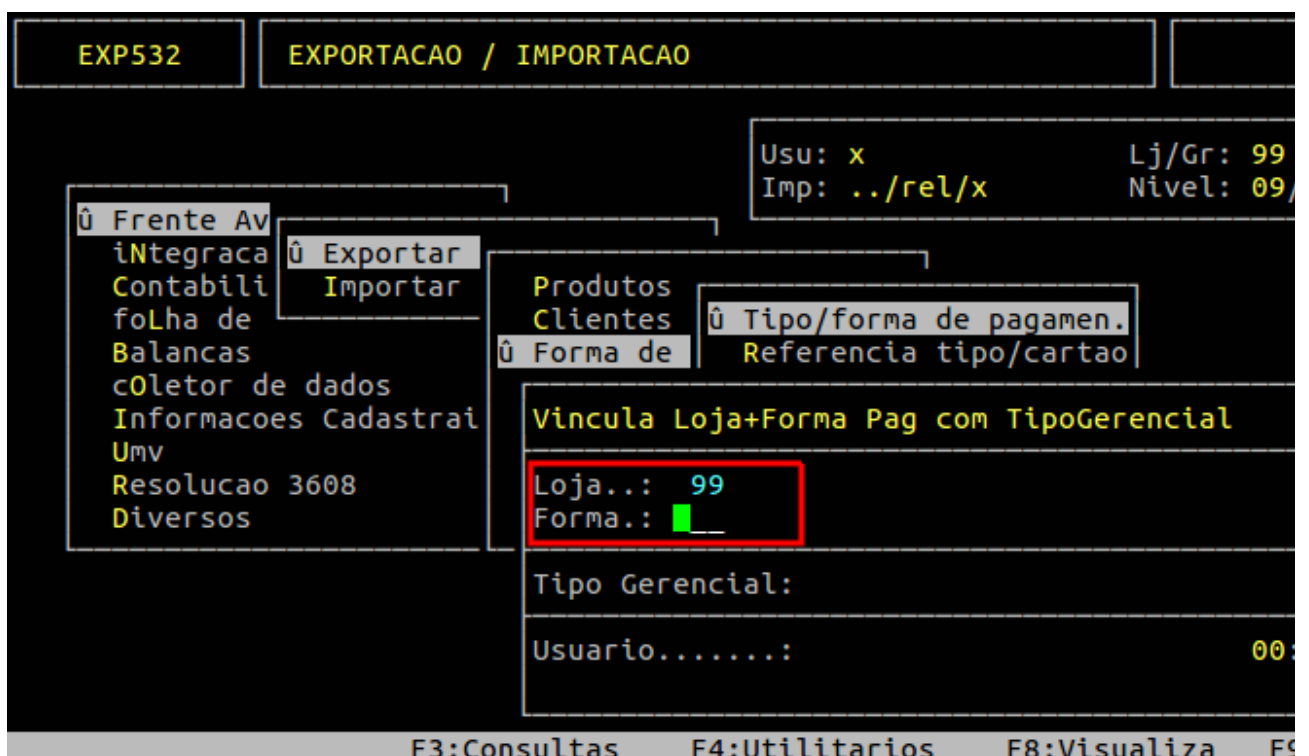 EXP532 EXPORTACAO / IMPORTACAO
Usu: x Lj/Gr: 99
Imp: ../rel/x Nivel: 09/
û Frente Av
iNtegraca û Exportar
Contabili Importar Produtos
foLha de Clientes û Tipo/forma de pagamen.
Balancas û Forma de Referencia tipo/cartao
cOletor de dados
Informacoes Cadastrai Vincula Loja+Forma Pag com TipoGerencial
Umv
Resolucao 3608 Loja..: 99
Diversos Forma.: __
Tipo Gerencial:
Usuario.......: 00:
F3:Consultas F4:Utilitarios F8:Visualiza F9